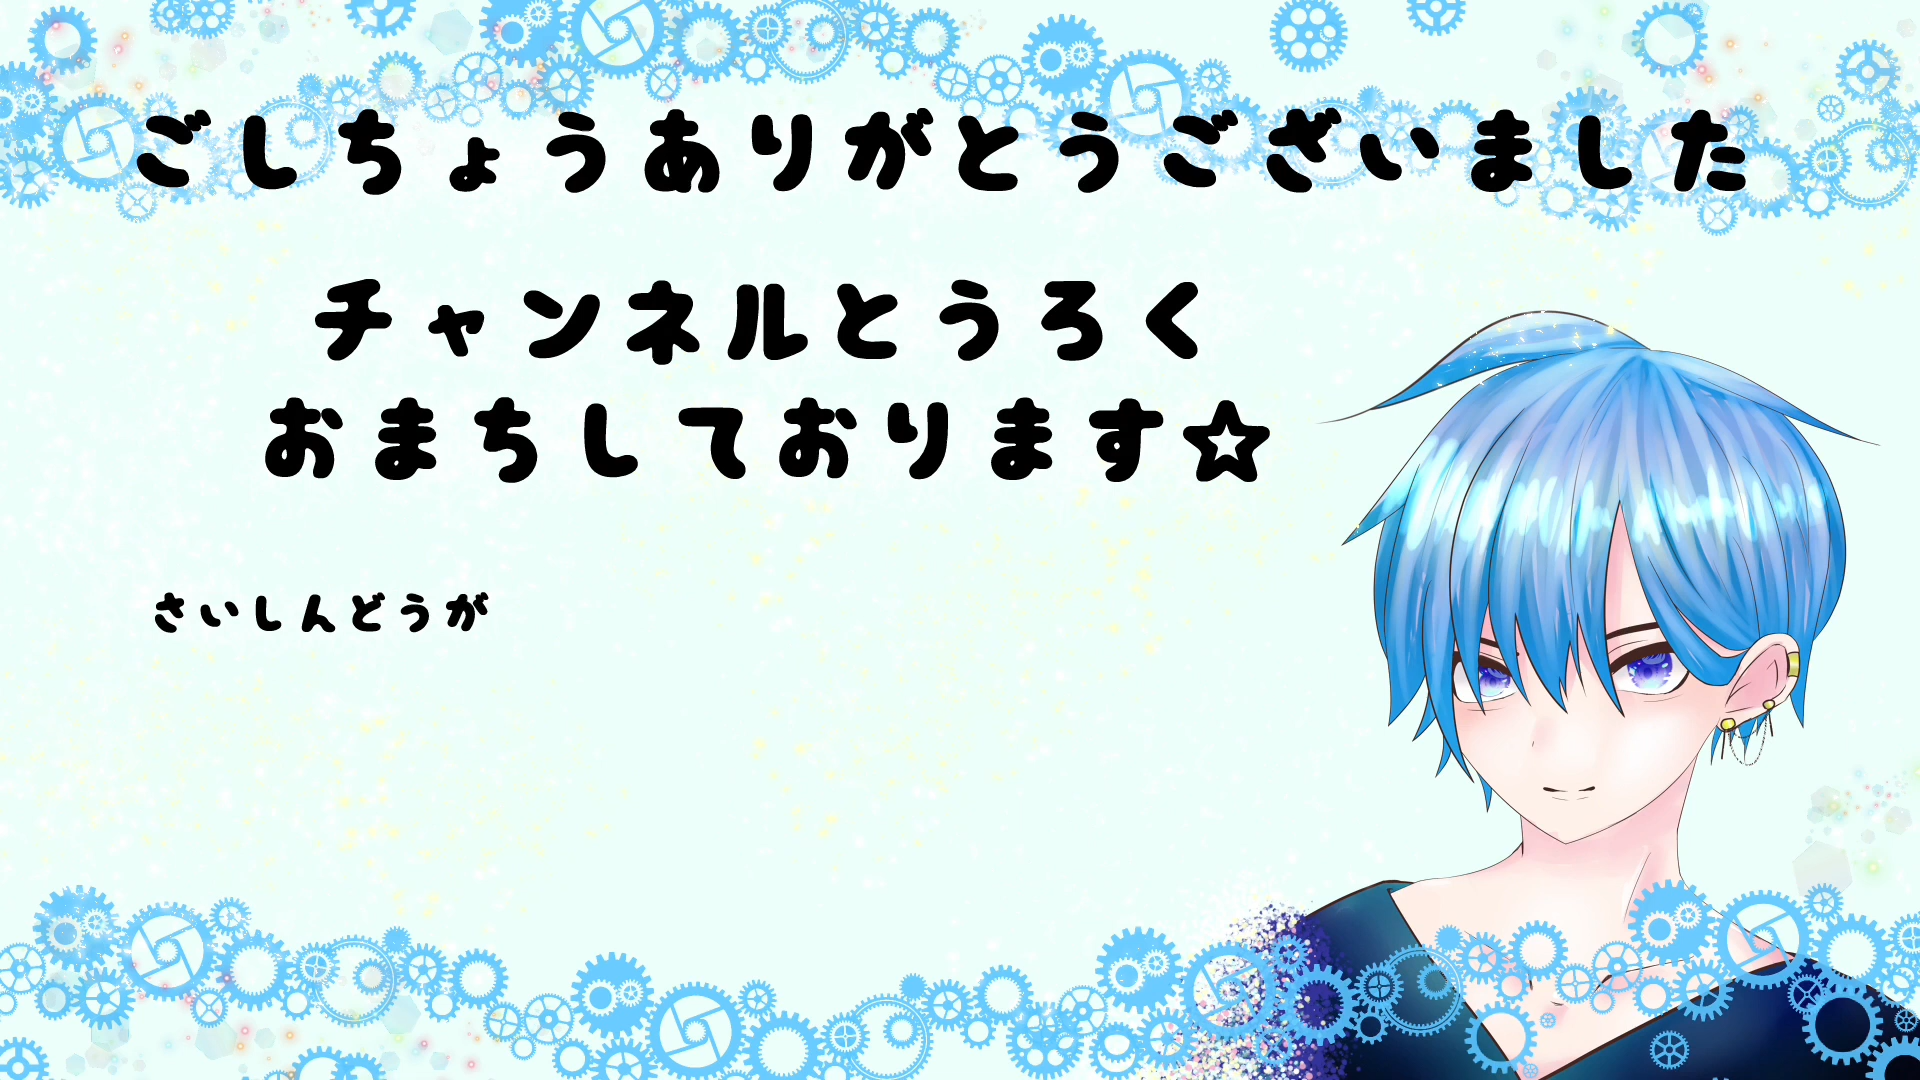 ごしちょうありがとうございました
チャンネルとうろく
おまちしております☆
さいしんどうが